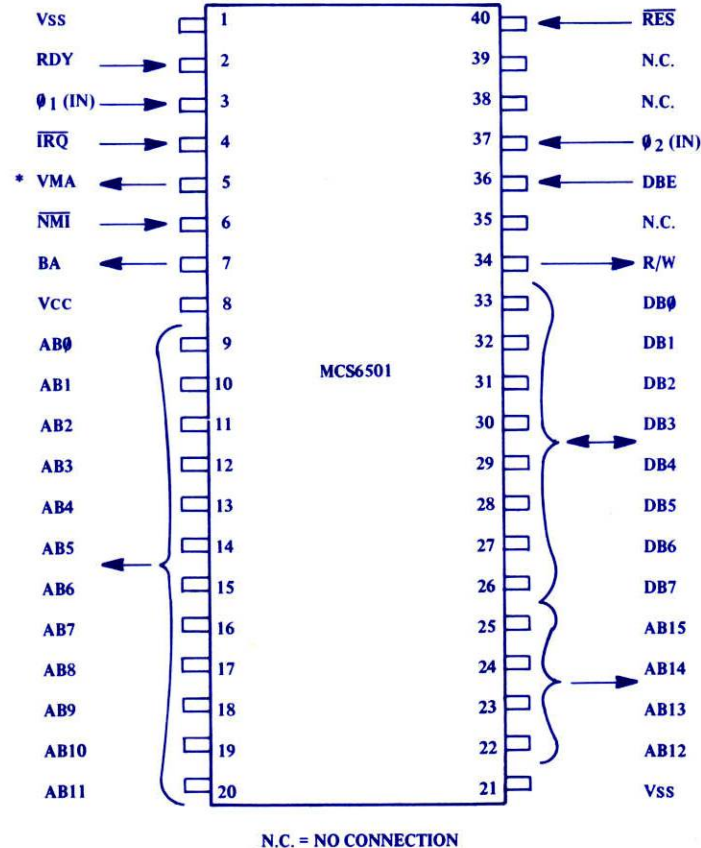 Vss 1 40 RES
RDY 2 39 N.C.
φ1 (IN) 3 38 N.C.
IRQ 4 37 φ2 (IN)
* VMA 5 36 DBE
NMI 6 35 N.C.
BA 7 34 R/W
Vcc 8 33 DBφ
ABφ 9 32 DB1
MCS6501
AB1 10 31 DB2
AB2 11 30 DB3
AB3 12 29 DB4
AB4 13 28 DB5
AB5 14 27 DB6
AB6 15 26 DB7
AB7 16 25 AB15
AB8 17 24 AB14
AB9 18 23 AB13
AB10 19 22 AB12
AB11 20 21 Vss
N.C. = NO CONNECTION